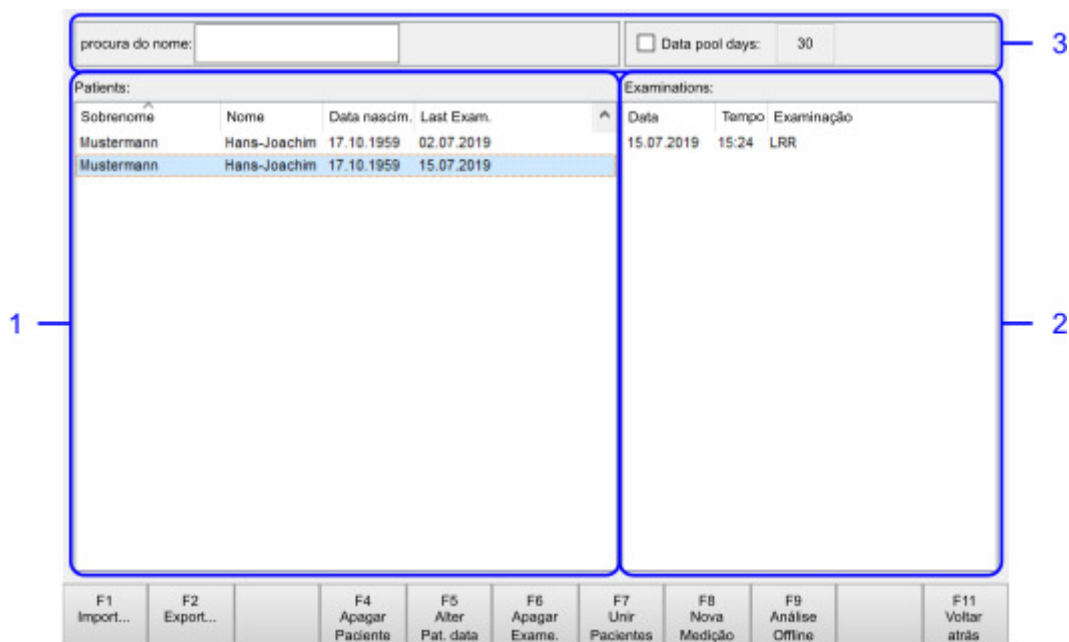 procura do nome:
Data pool days: 30
3
Patients:
Examinations:
Sobrenome Nome Data nascim. Last Exam.
Data Tempo Examinação
Mustermann Hans-Joachim 17.10.1959 02.07.2019
15.07.2019 15:24 LRR
Mustermann Hans-Joachim 17.10.1959 15.07.2019
1
2
F1
Import...
F2
Export...
F4
Apagar
Paciente
F5
Alter
Pat. data
F6
Apagar
Exame.
F7
Unir
Pacientes
F8
Nova
Medição
F9
Análise
Offline
F11
Voltar
atrás